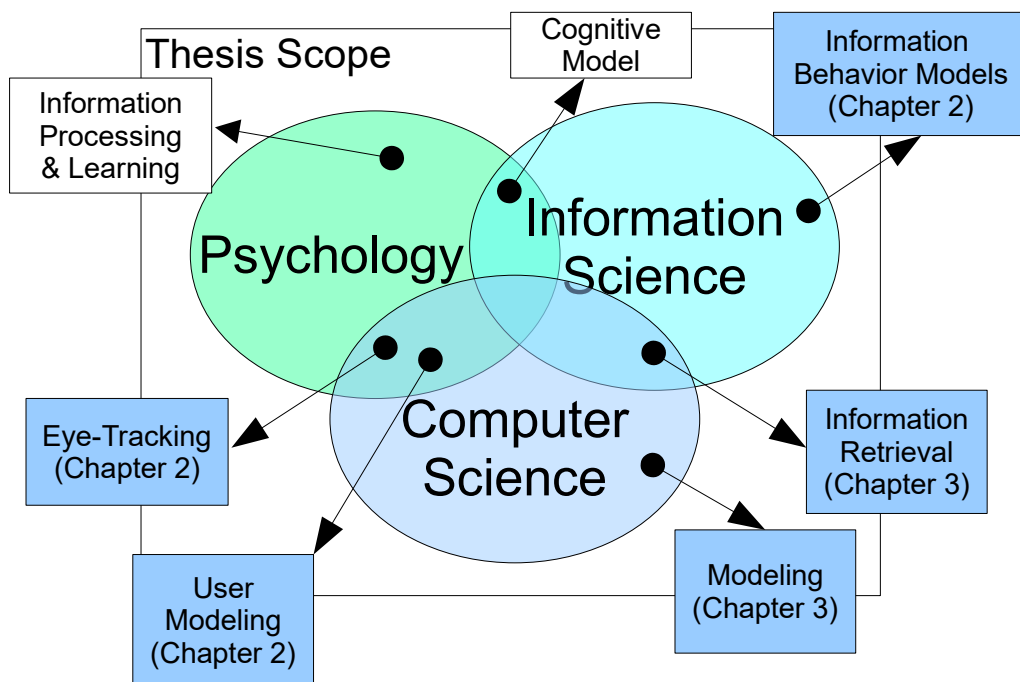 Thesis Scope
Cognitive
Model
Information
Behavior Models
(Chapter 2)
Information
Processing
& Learning
Psychology
Information
Science
Computer
Science
Eye-Tracking
(Chapter 2)
Information
Retrieval
(Chapter 3)
User
Modeling
(Chapter 2)
Modeling
(Chapter 3)